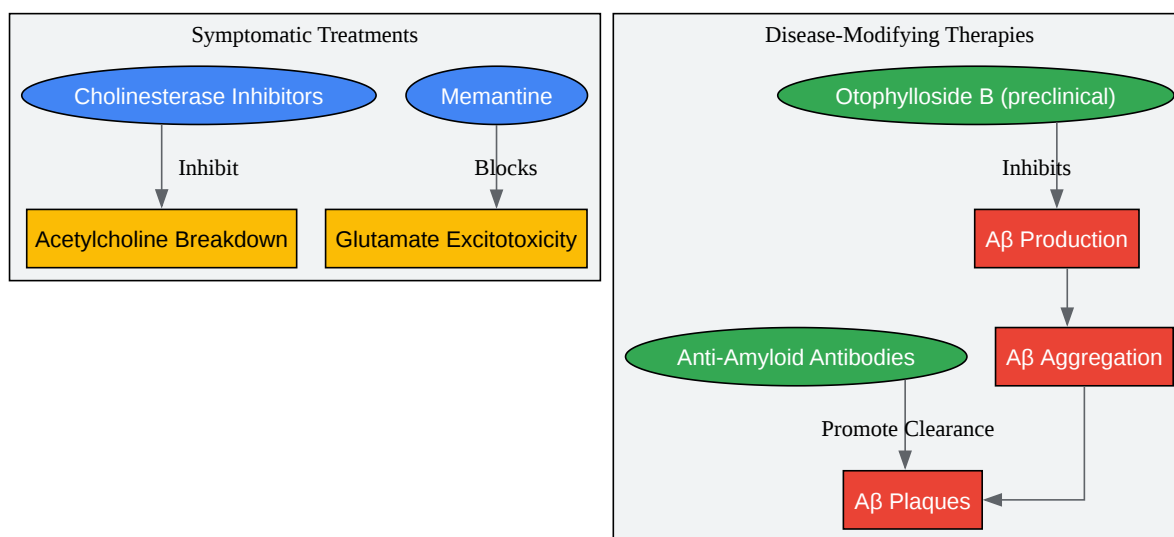 Symptomatic Treatments
Cholinesterase Inhibitors
Memantine
Inhibit
Blocks
Acetylcholine Breakdown
Glutamate Excitotoxicity
Disease-Modifying Therapies
Otophylloside B (preclinical)
Inhibits
Aβ Production
Anti-Amyloid Antibodies
Aβ Aggregation
Promote Clearance
Aβ Plaques